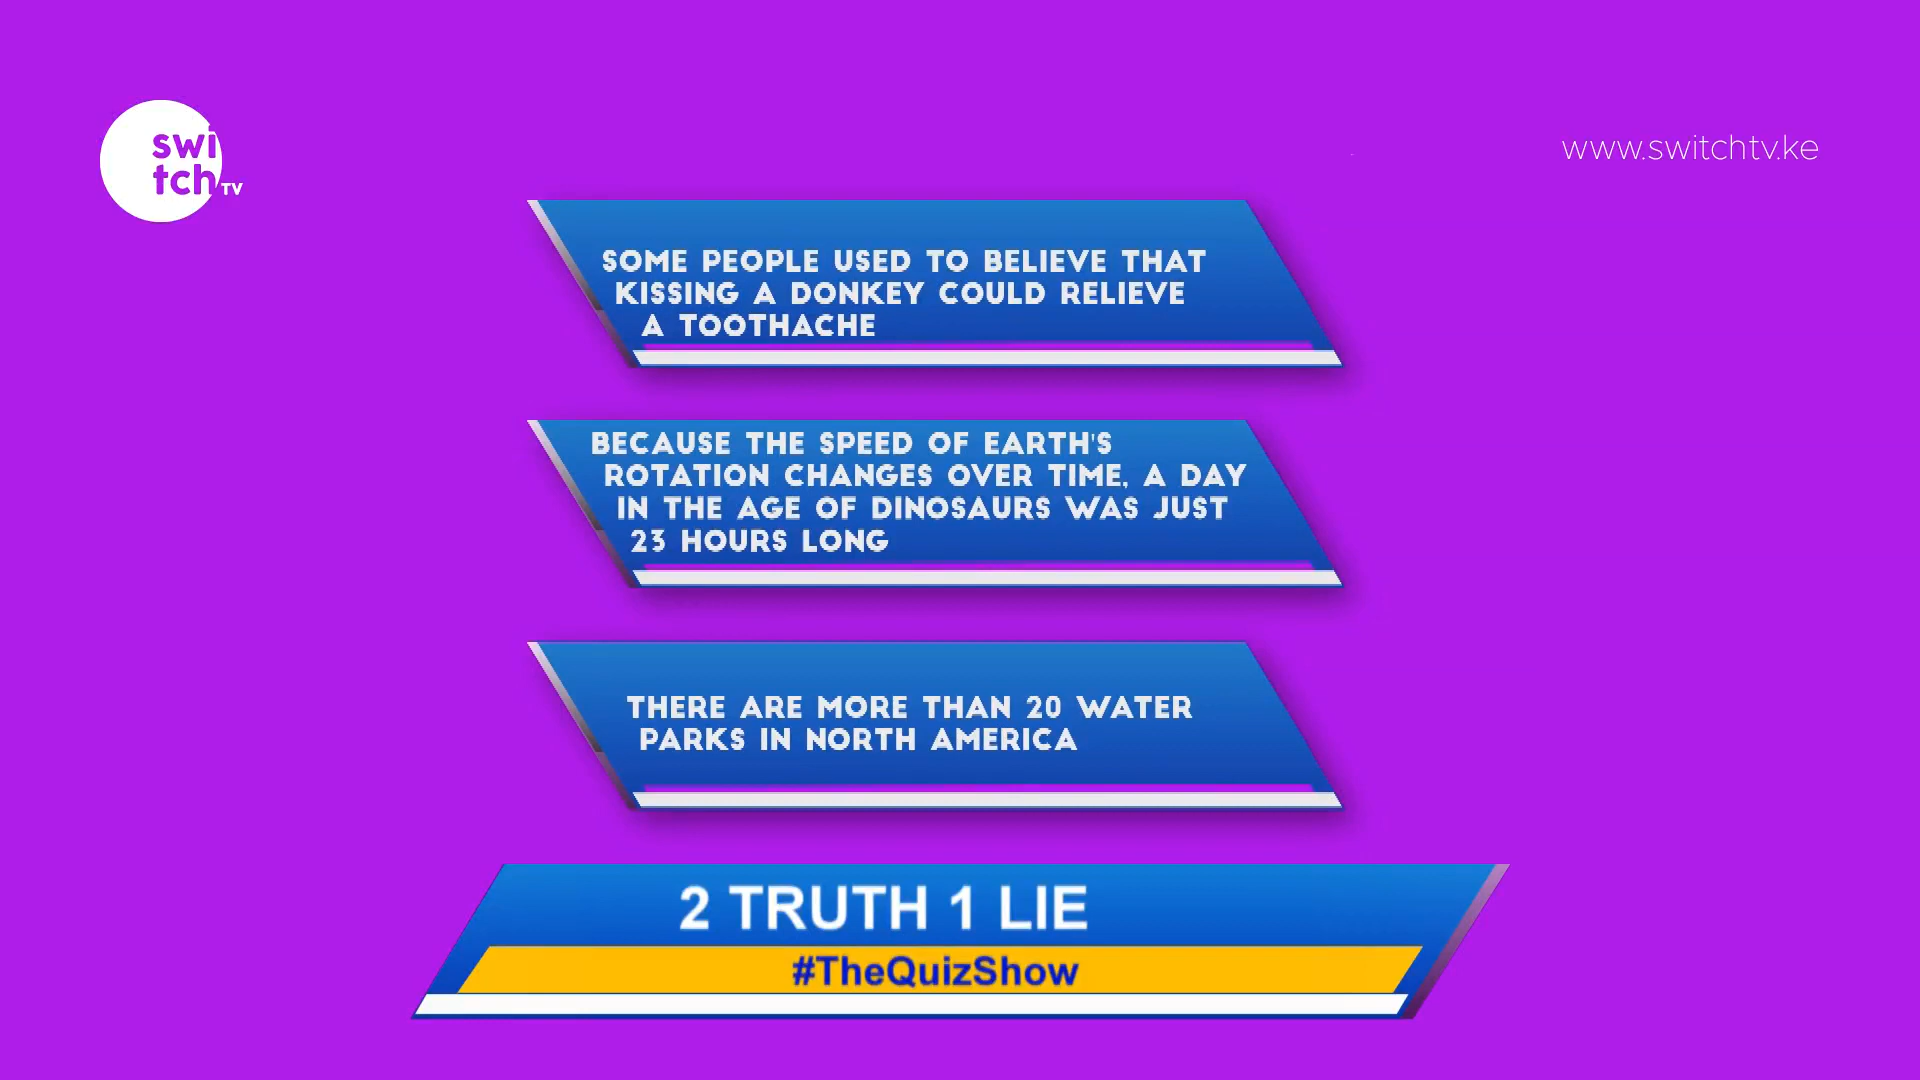 swi
tch TV
www.switchtv.ke
SOME PEOPLE USED TO BELIEVE THAT
KISSING A DONKEY COULD RELIEVE
A TOOTHACHE
BECAUSE THE SPEED OF EARTH'S
ROTATION CHANGES OVER TIME, A DAY
IN THE AGE OF DINOSAURS WAS JUST
23 HOURS LONG
THERE ARE MORE THAN 20 WATER
PARKS IN NORTH AMERICA
2 TRUTH 1 LIE
#TheQuizShow